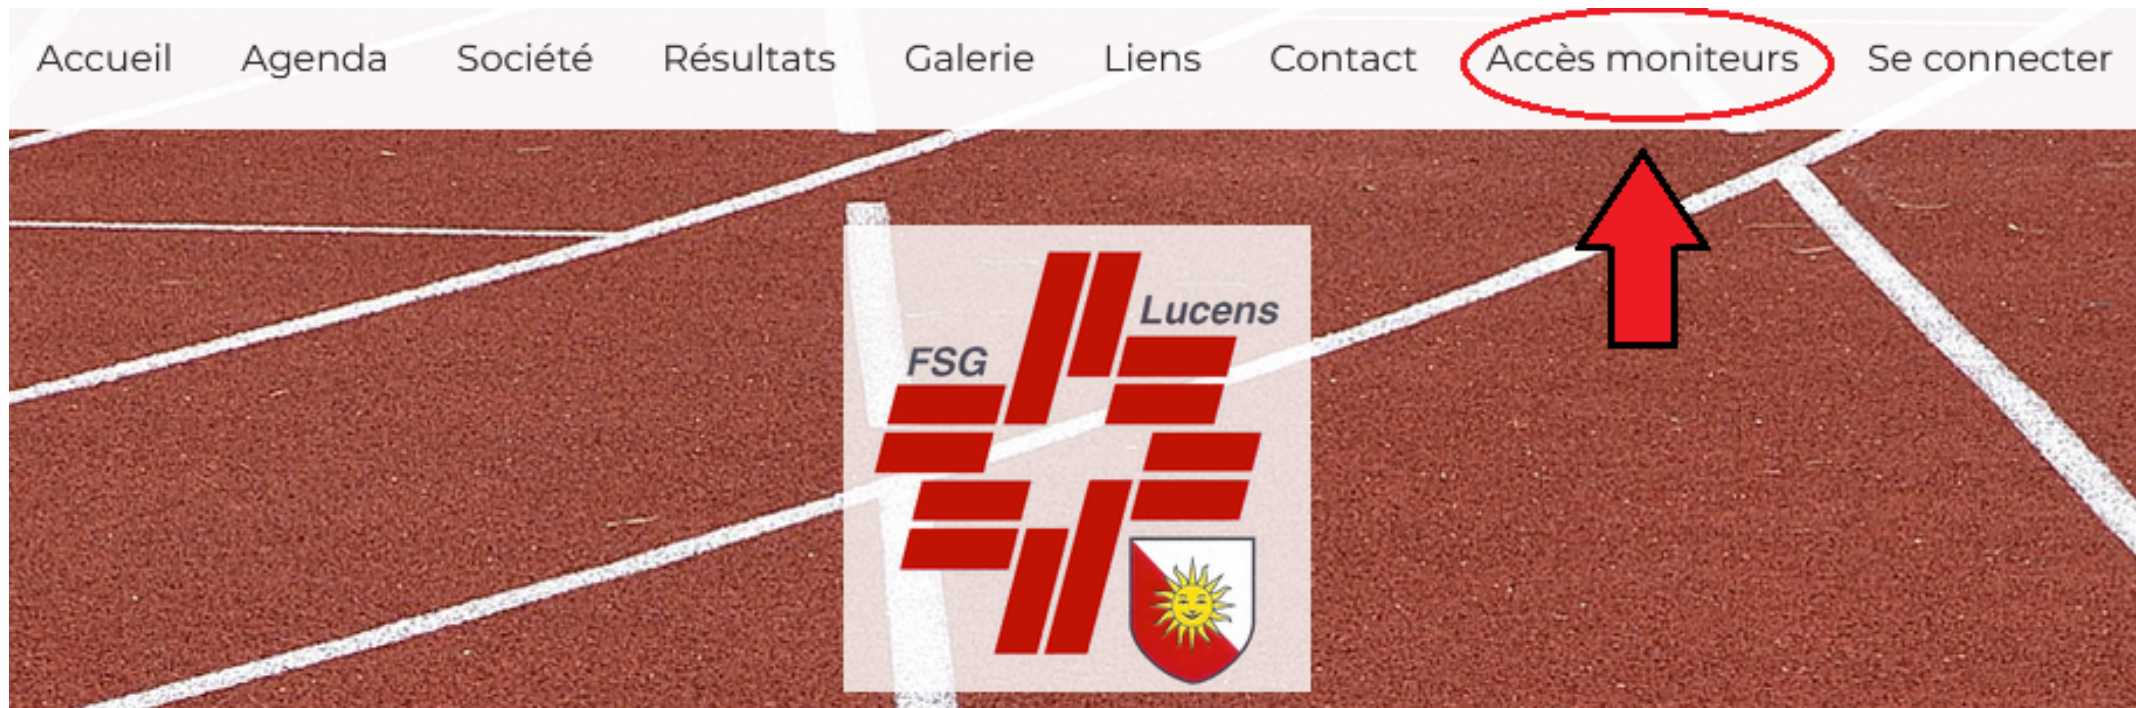 Accueil Agenda Société Résultats Galerie Liens Contact Accès moniteurs Se connecter
Lucens
FSG